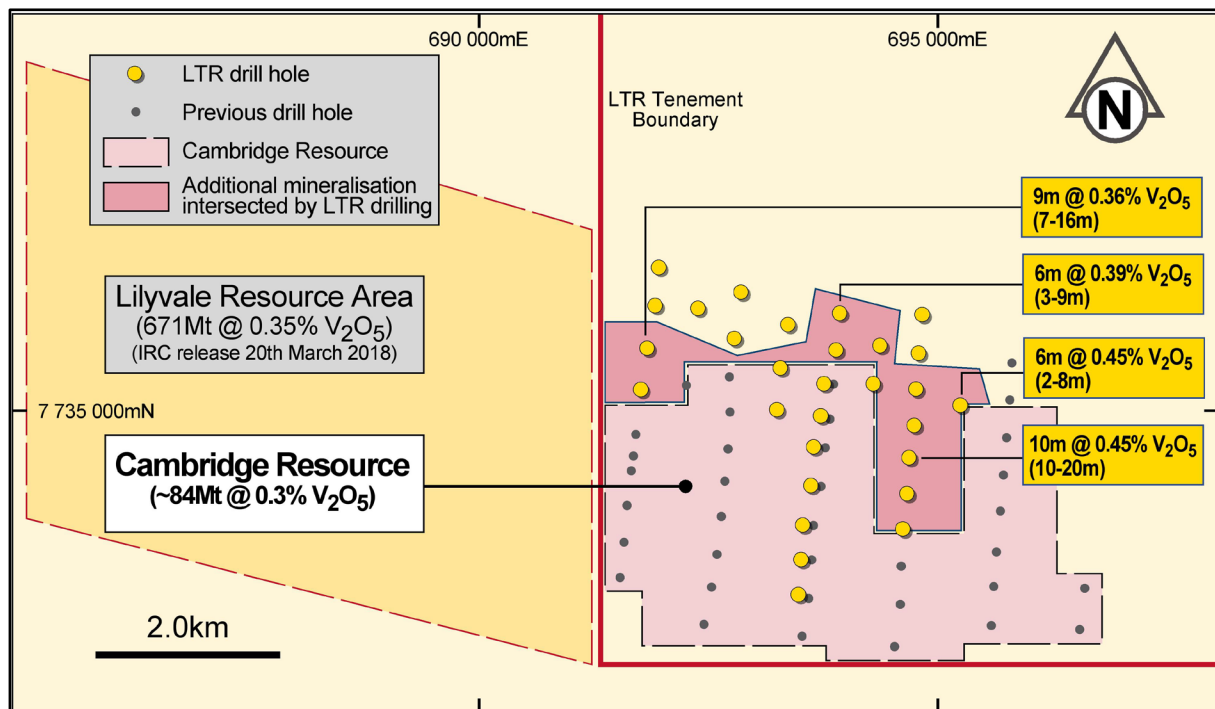 690 000mE
695 000mE
LTR drill hole
Previous drill hole
Cambridge Resource
Additional mineralisation
intersected by LTR drilling
LTR Tenement
Boundary
N
9m @ 0.36% V₂O₅
(7-16m)
6m @ 0.39% V₂O₅
(3-9m)
6m @ 0.45% V₂O₅
(2-8m)
10m @ 0.45% V₂O₅
(10-20m)
Lilyvale Resource Area
(671Mt @ 0.35% V₂O₅)
(IRC release 20th March 2018)
7 735 000mN
Cambridge Resource
(~84Mt @ 0.3% V₂O₅)
2.0km